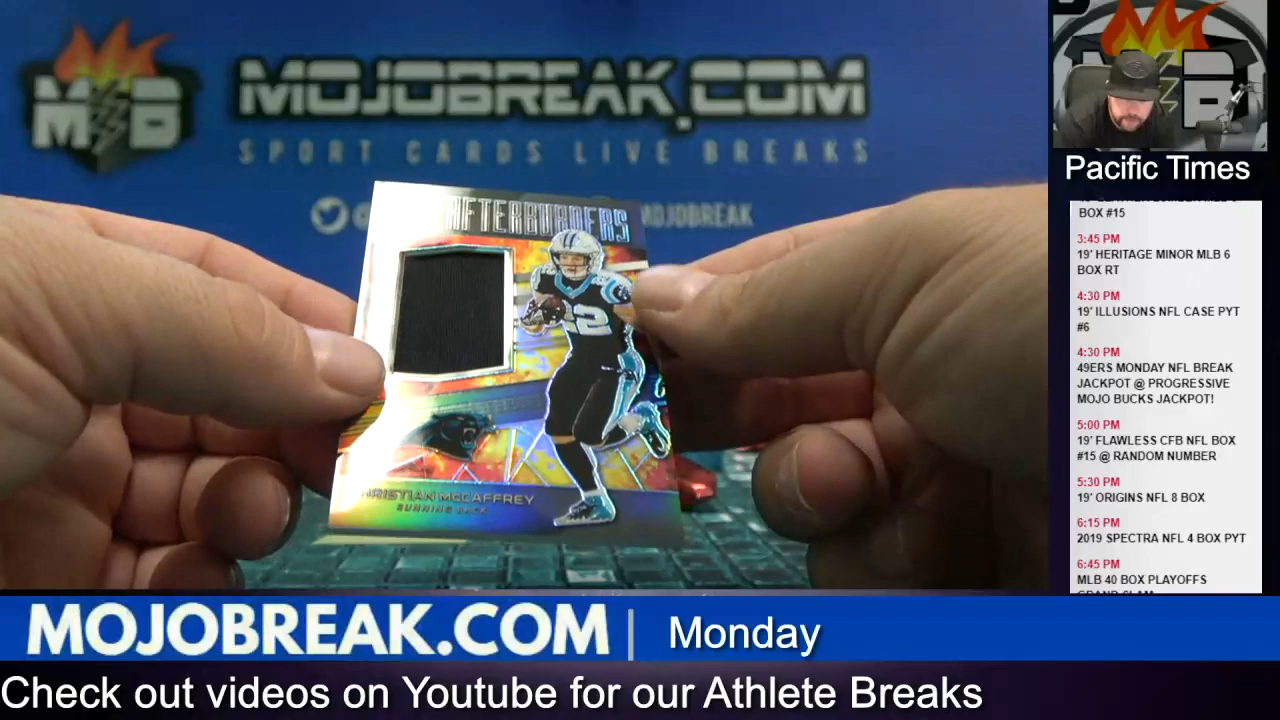 MOJOBREAK.COM
SPORT CARDS LIVE BREAKS
MOJOBREAK
AFTERBURNERS
22
CHRISTIAN McCAFFREY
RUNNING BACK
Pacific Times
BOX #15
3:45 PM
19' HERITAGE MINOR MLB 6
BOX RT
4:30 PM
19' ILLUSIONS NFL CASE PYT
#6
4:30 PM
49ERS MONDAY NFL BREAK
JACKPOT @ PROGRESSIVE
MOJO BUCKS JACKPOT!
5:00 PM
19' FLAWLESS CFB NFL BOX
#15 @ RANDOM NUMBER
5:30 PM
19' ORIGINS NFL 8 BOX
6:15 PM
2019 SPECTRA NFL 4 BOX PYT
6:45 PM
MLB 40 BOX PLAYOFFS
GRAND SLAM
MOJOBREAK.COM | Monday
Check out videos on Youtube for our Athlete Breaks